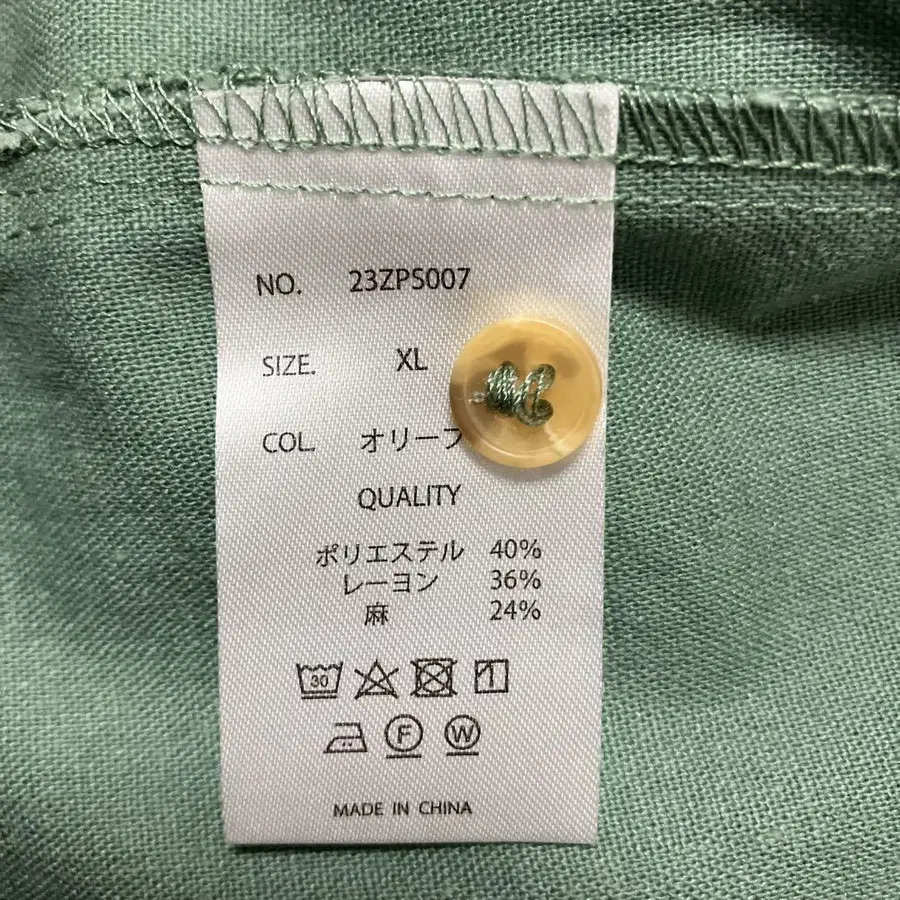 NO. 23ZPS007
SIZE. XL
COL. オリーブ
QUALITY
ポリエステル 40%
レーヨン 36%
麻 24%
30
F
W
MADE IN CHINA